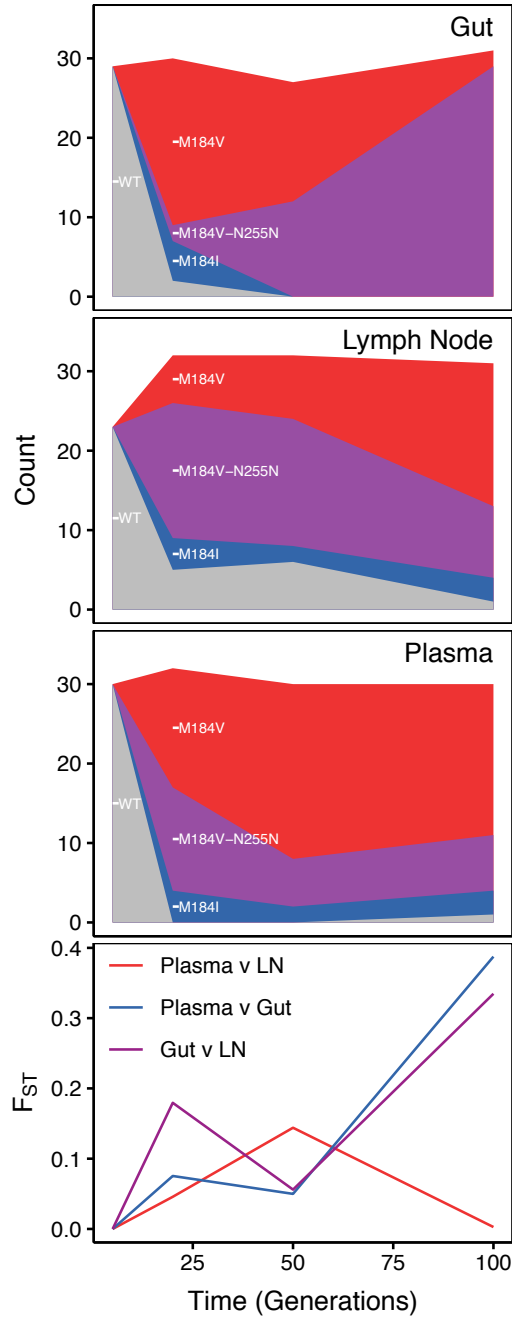 Gut
30
20
10
0
M184V
WT
M184V-N255N
M184I
Lymph Node
30
20
10
0
M184V
M184V-N255N
WT
M184I
Count
Plasma
30
20
10
0
M184V
WT
M184V-N255N
M184I
0.4
0.3
0.2
0.1
0.0
Plasma v LN
Plasma v Gut
Gut v LN
FST
25 50 75 100
Time (Generations)